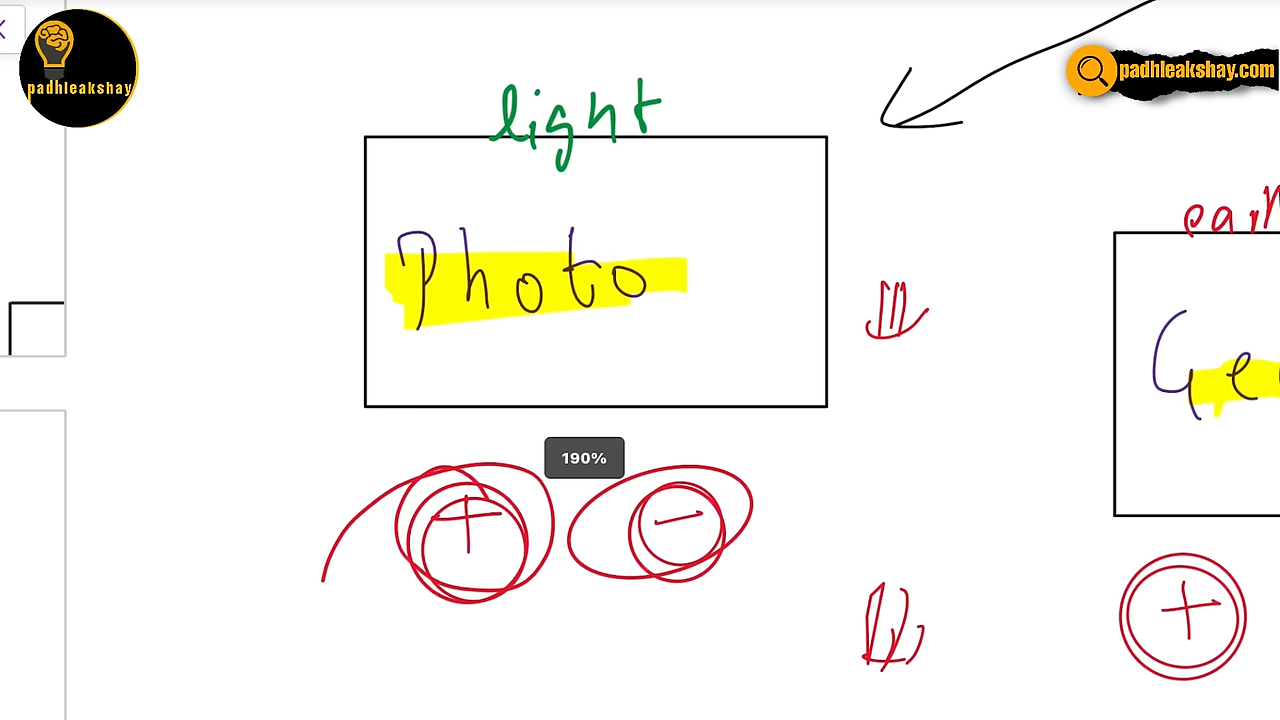 padhleakshay
padhleakshay.com
light
Photo
190%
+
-
+